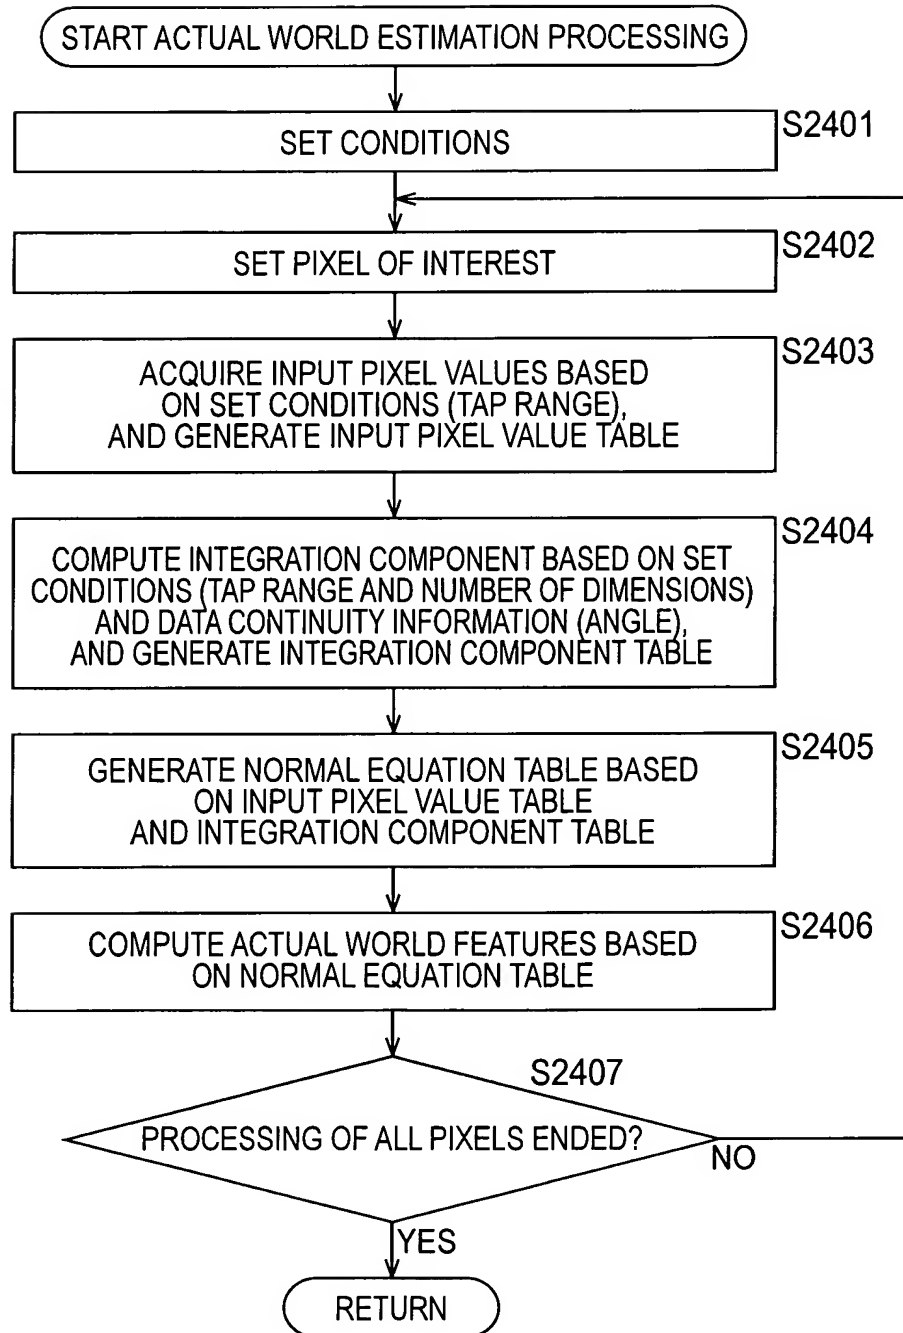 START ACTUAL WORLD ESTIMATION PROCESSING
S2401
SET CONDITIONS
S2402
SET PIXEL OF INTEREST
S2403
ACQUIRE INPUT PIXEL VALUES BASED
ON SET CONDITIONS (TAP RANGE),
AND GENERATE INPUT PIXEL VALUE TABLE
S2404
COMPUTE INTEGRATION COMPONENT BASED ON SET
CONDITIONS (TAP RANGE AND NUMBER OF DIMENSIONS)
AND DATA CONTINUITY INFORMATION (ANGLE),
AND GENERATE INTEGRATION COMPONENT TABLE
S2405
GENERATE NORMAL EQUATION TABLE BASED
ON INPUT PIXEL VALUE TABLE
AND INTEGRATION COMPONENT TABLE
S2406
COMPUTE ACTUAL WORLD FEATURES BASED
ON NORMAL EQUATION TABLE
S2407
PROCESSING OF ALL PIXELS ENDED?
NO
YES
RETURN